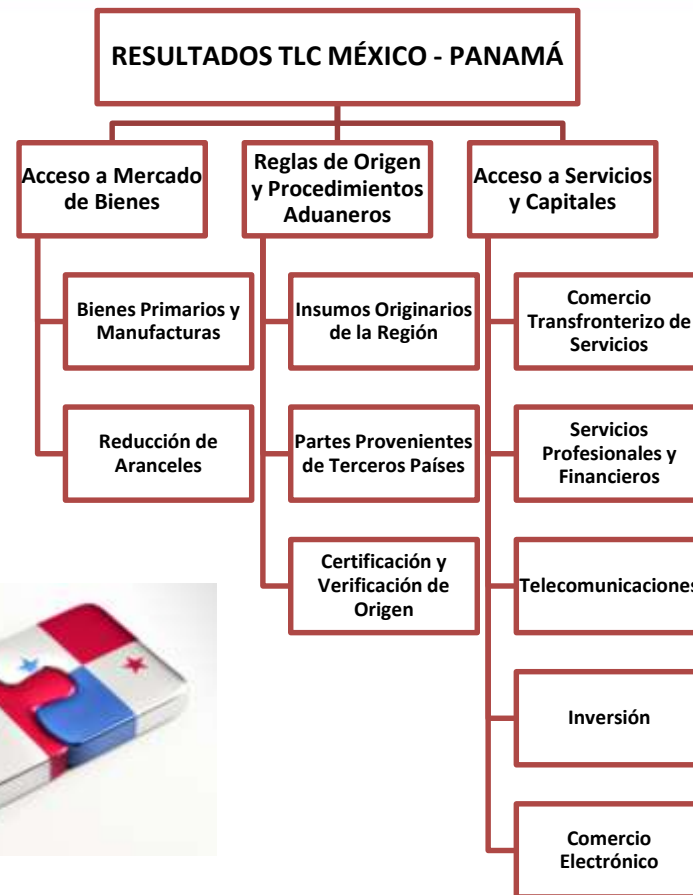 RESULTADOS TLC MÉXICO - PANAMÁ
Acceso a Mercado
de Bienes
Bienes Primarios y
Manufacturas
Reducción de
Aranceles
Reglas de Origen
y Procedimientos
Aduaneros
Insumos Originarios
de la Región
Partes Provenientes
de Terceros Países
Certificación y
Verificación de
Origen
Acceso a Servicios
y Capitales
Comercio
Transfronterizo de
Servicios
Servicios
Profesionales y
Financieros
Telecomunicaciones
Inversión
Comercio
Electrónico